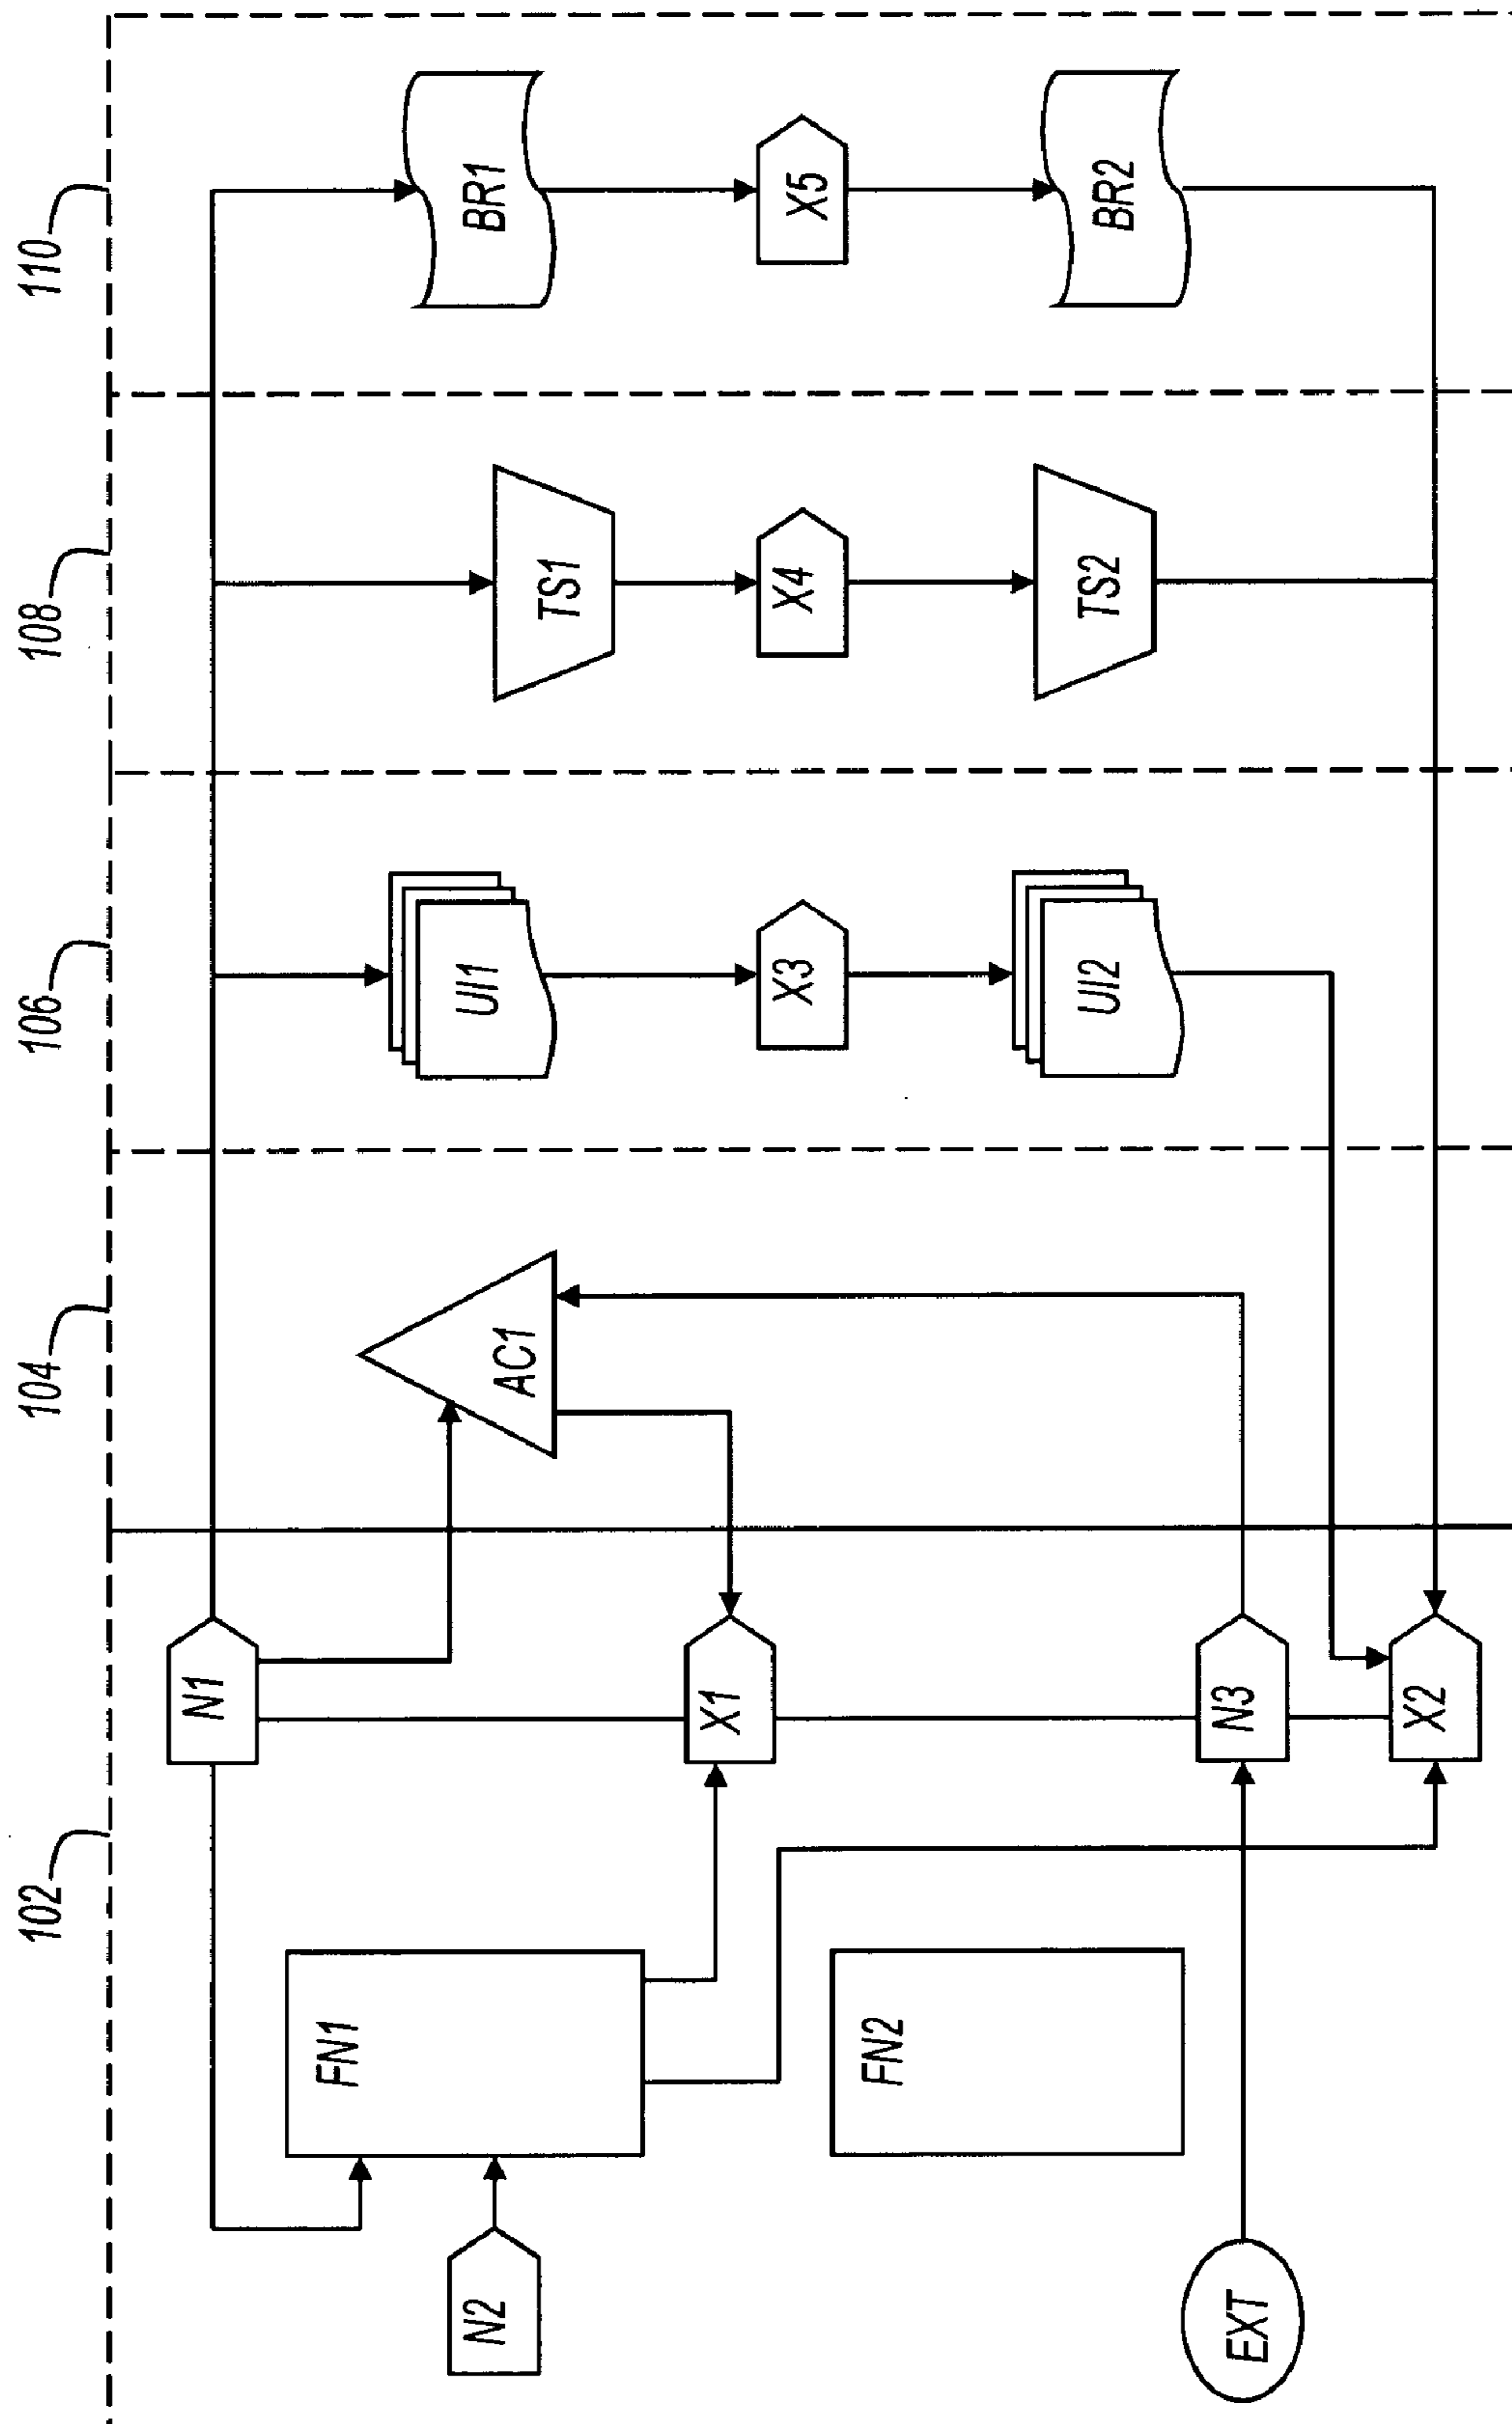 102
104
106
108
110
N1
N2
FN1
AC1
UI1
TS1
BR1
X1
X3
X4
X5
FN2
N3
UI2
TS2
BR2
EXT
X2